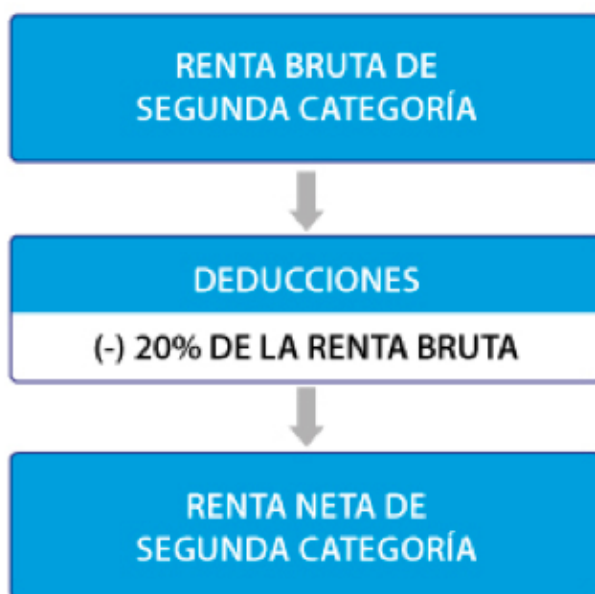 RENTA BRUTA DE
SEGUNDA CATEGORÍA
DEDUCCIONES
(-) 20% DE LA RENTA BRUTA
RENTA NETA DE
SEGUNDA CATEGORÍA